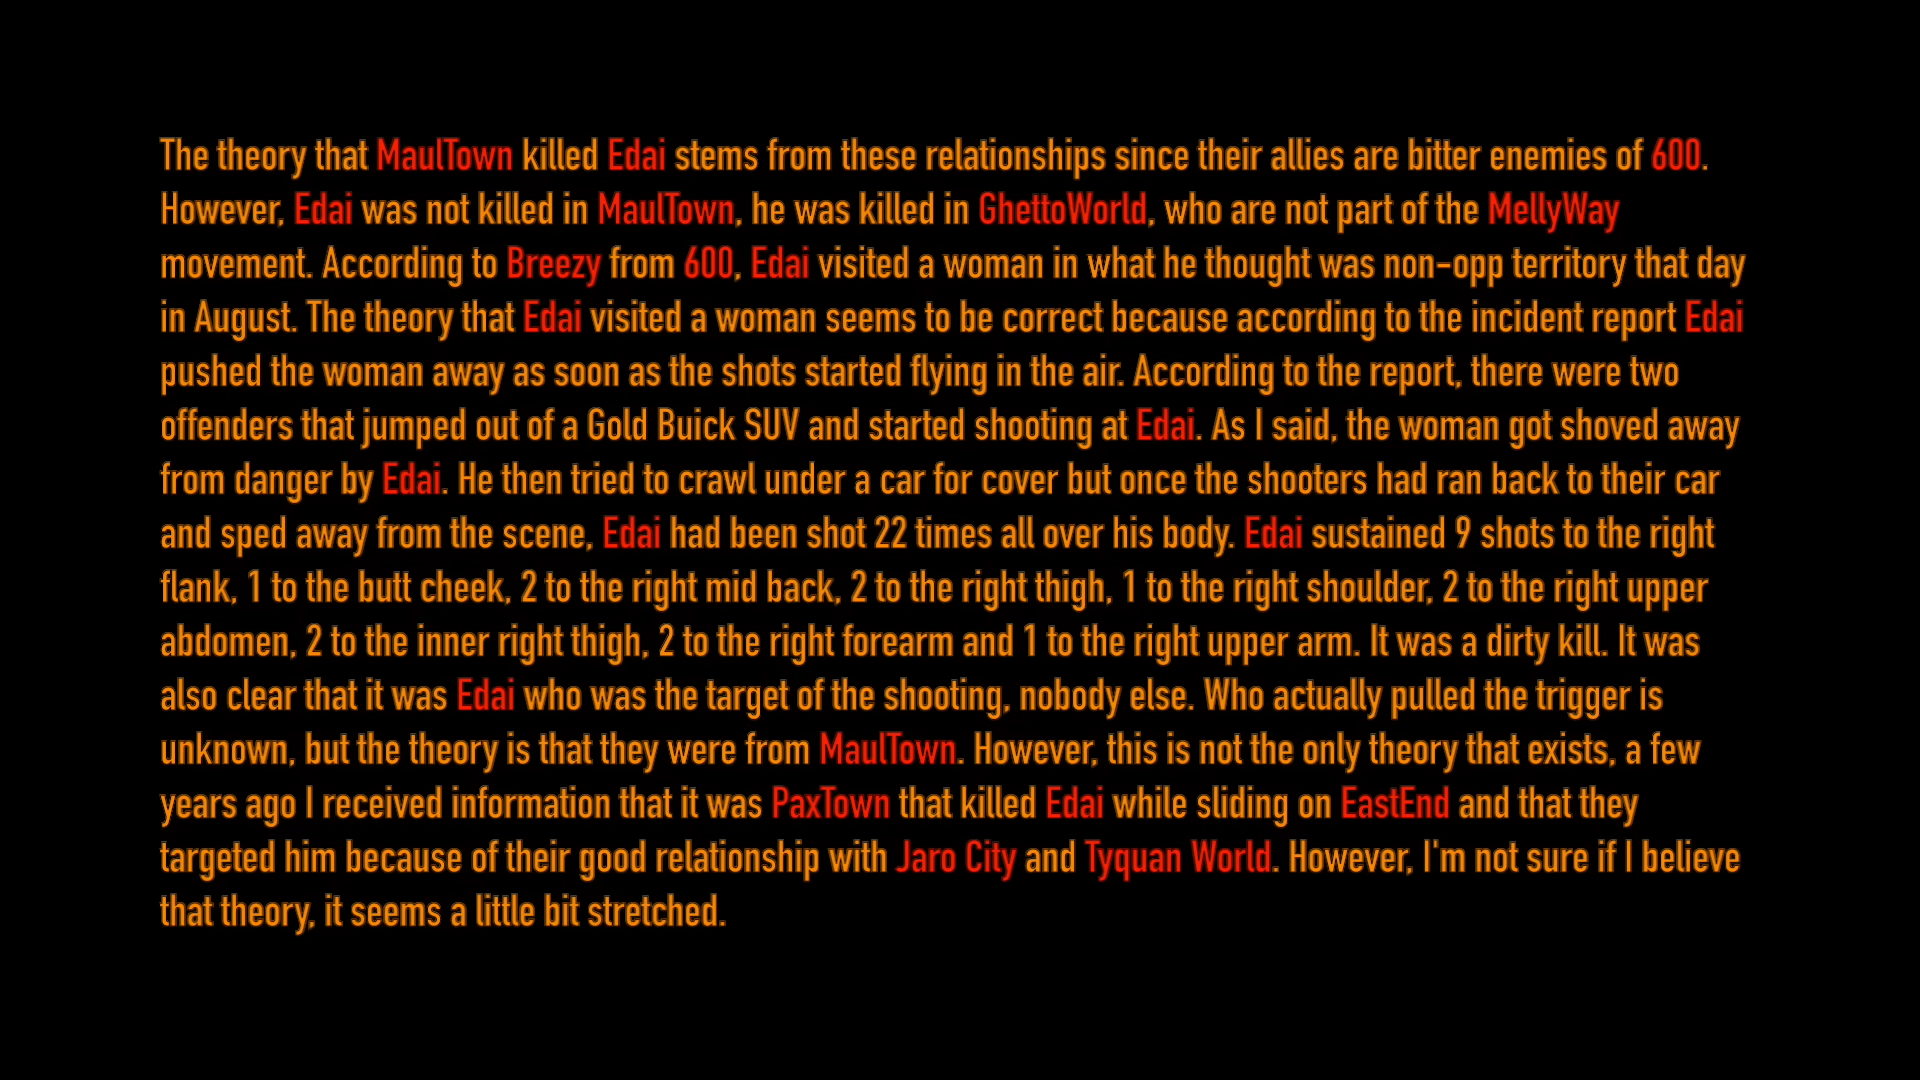 The theory that MaulTown killed Edai stems from these relationships since their allies are bitter enemies of 600.
However, Edai was not killed in MaulTown, he was killed in GhettoWorld, who are not part of the MellyWay
movement. According to Breezy from 600, Edai visited a woman in what he thought was non-opp territory that day
in August. The theory that Edai visited a woman seems to be correct because according to the incident report Edai
pushed the woman away as soon as the shots started flying in the air. According to the report, there were two
offenders that jumped out of a Gold Buick SUV and started shooting at Edai. As I said, the woman got shoved away
from danger by Edai. He then tried to crawl under a car for cover but once the shooters had ran back to their car
and sped away from the scene, Edai had been shot 22 times all over his body. Edai sustained 9 shots to the right
flank, 1 to the butt cheek, 2 to the right mid back, 2 to the right thigh, 1 to the right shoulder, 2 to the right upper
abdomen, 2 to the inner right thigh, 2 to the right forearm and 1 to the right upper arm. It was a dirty kill. It was
also clear that it was Edai who was the target of the shooting, nobody else. Who actually pulled the trigger is
unknown, but the theory is that they were from MaulTown. However, this is not the only theory that exists, a few
years ago I received information that it was PaxTown that killed Edai while sliding on EastEnd and that they
targeted him because of their good relationship with Jaro City and Tyquan World. However, I'm not sure if I believe
that theory, it seems a little bit stretched.